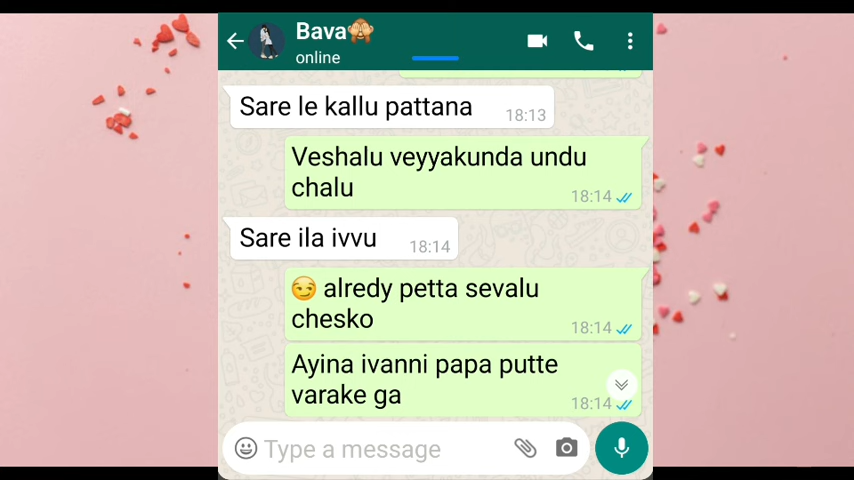 Bava🙈
online
Sare le kallu pattana
18:13
Veshalu veyyakunda undu
chalu
18:14
Sare ila ivvu
18:14
😏 alredy petta sevalu
chesko
18:14
Ayina ivanni papa putte
varake ga
18:14
Type a message